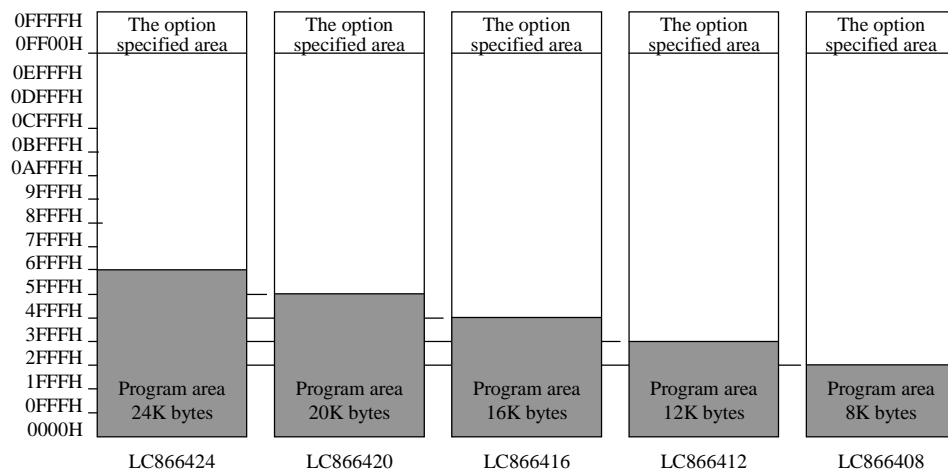 0FFFFH
0FF00H
0EFFFH
0DFFFH
0CFFFH
0BFFFH
0AFFFH
9FFFH
8FFFH
7FFFH
6FFFH
5FFFH
4FFFH
3FFFH
2FFFH
1FFFH
0FFFH
0000H
The option
specified area
Program area
24K bytes
LC866424
The option
specified area
Program area
20K bytes
LC866420
The option
specified area
Program area
16K bytes
LC866416
The option
specified area
Program area
12K bytes
LC866412
The option
specified area
Program area
8K bytes
LC866408